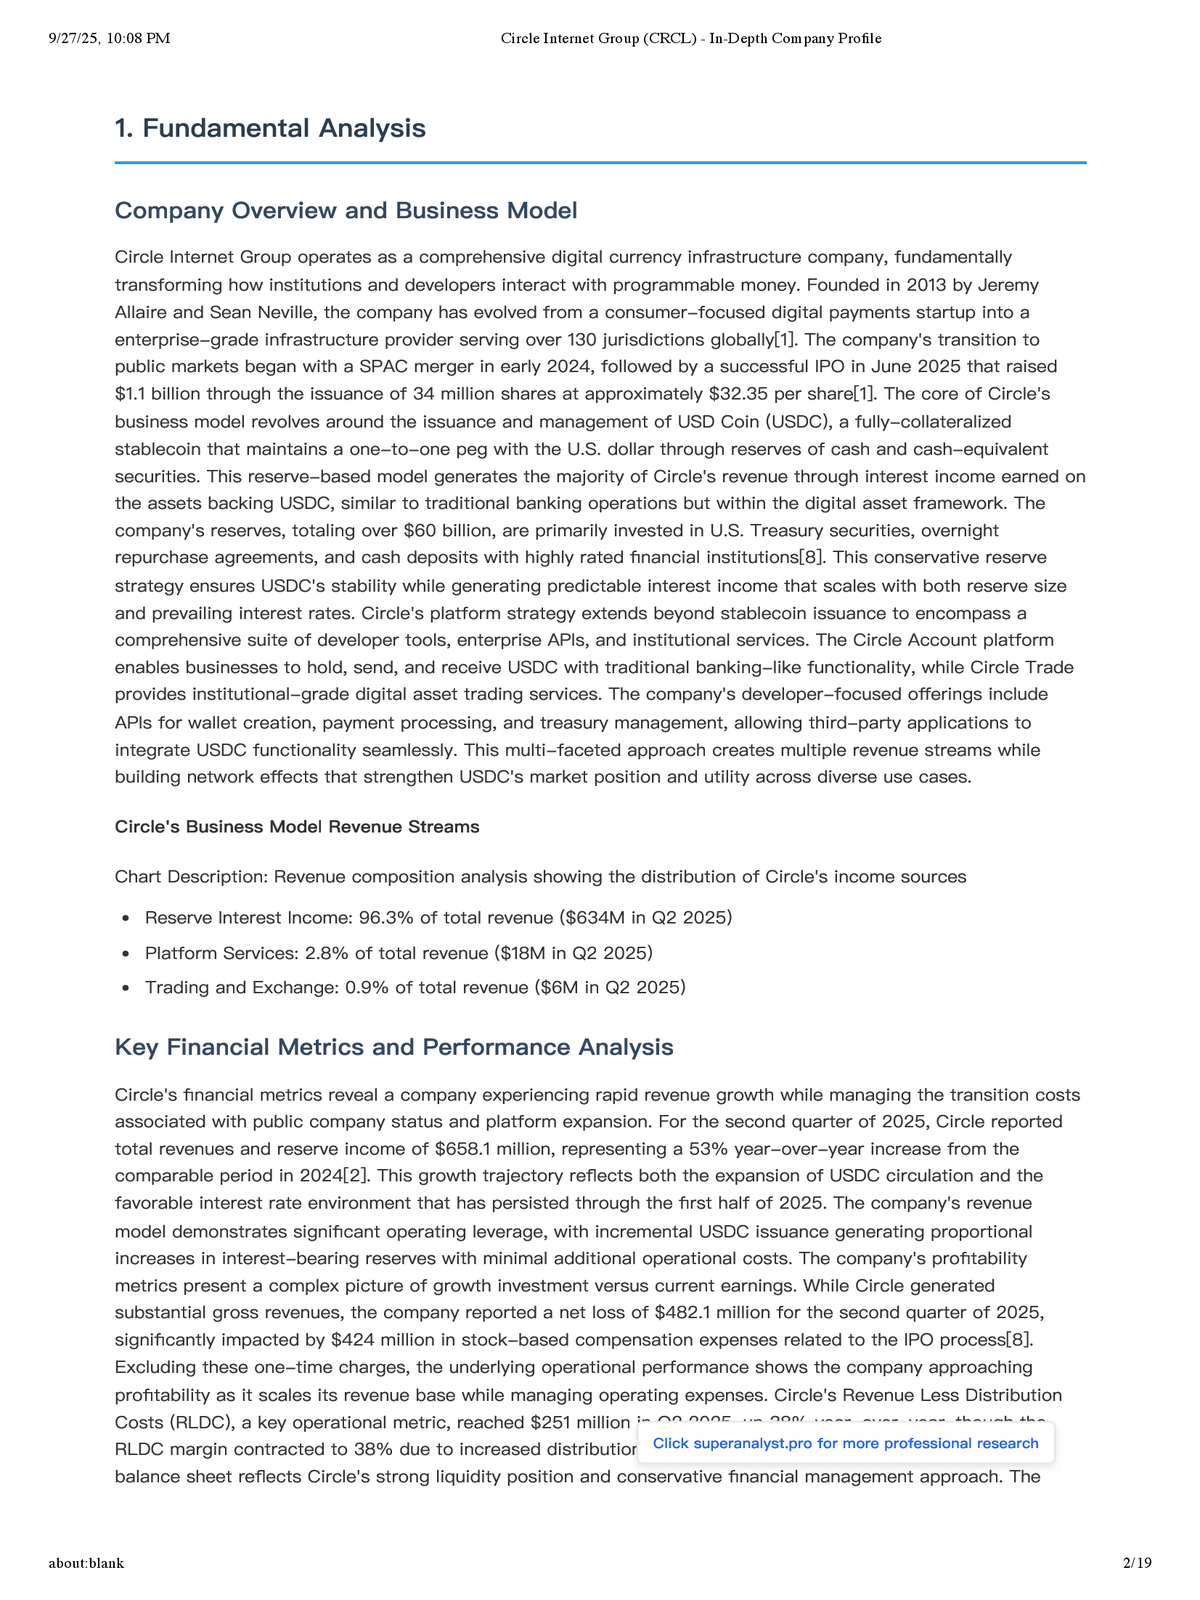 9/27/25, 10:08 PM
Circle Internet Group (CRCL) - In-Depth Company Profile
1. Fundamental Analysis
Company Overview and Business Model
Circle Internet Group operates as a comprehensive digital currency infrastructure company, fundamentally
transforming how institutions and developers interact with programmable money. Founded in 2013 by Jeremy
Allaire and Sean Neville, the company has evolved from a consumer-focused digital payments startup into a
enterprise-grade infrastructure provider serving over 130 jurisdictions globally[1]. The company's transition to
public markets began with a SPAC merger in early 2024, followed by a successful IPO in June 2025 that raised
$1.1 billion through the issuance of 34 million shares at approximately $32.35 per share[1]. The core of Circle's
business model revolves around the issuance and management of USD Coin (USDC), a fully-collateralized
stablecoin that maintains a one-to-one peg with the U.S. dollar through reserves of cash and cash-equivalent
securities. This reserve-based model generates the majority of Circle's revenue through interest income earned on
the assets backing USDC, similar to traditional banking operations but within the digital asset framework. The
company's reserves, totaling over $60 billion, are primarily invested in U.S. Treasury securities, overnight
repurchase agreements, and cash deposits with highly rated financial institutions[8]. This conservative reserve
strategy ensures USDC's stability while generating predictable interest income that scales with both reserve size
and prevailing interest rates. Circle's platform strategy extends beyond stablecoin issuance to encompass a
comprehensive suite of developer tools, enterprise APIs, and institutional services. The Circle Account platform
enables businesses to hold, send, and receive USDC with traditional banking-like functionality, while Circle Trade
provides institutional-grade digital asset trading services. The company's developer-focused offerings include
APIs for wallet creation, payment processing, and treasury management, allowing third-party applications to
integrate USDC functionality seamlessly. This multi-faceted approach creates multiple revenue streams while
building network effects that strengthen USDC's market position and utility across diverse use cases.
Circle's Business Model Revenue Streams
Chart Description: Revenue composition analysis showing the distribution of Circle's income sources
• Reserve Interest Income: 96.3% of total revenue ($634M in Q2 2025)
• Platform Services: 2.8% of total revenue ($18M in Q2 2025)
• Trading and Exchange: 0.9% of total revenue ($6M in Q2 2025)
Key Financial Metrics and Performance Analysis
Circle's financial metrics reveal a company experiencing rapid revenue growth while managing the transition costs
associated with public company status and platform expansion. For the second quarter of 2025, Circle reported
total revenues and reserve income of $658.1 million, representing a 53% year-over-year increase from the
comparable period in 2024[2]. This growth trajectory reflects both the expansion of USDC circulation and the
favorable interest rate environment that has persisted through the first half of 2025. The company's revenue
model demonstrates significant operating leverage, with incremental USDC issuance generating proportional
increases in interest-bearing reserves with minimal additional operational costs. The company's profitability
metrics present a complex picture of growth investment versus current earnings. While Circle generated
substantial gross revenues, the company reported a net loss of $482.1 million for the second quarter of 2025,
significantly impacted by $424 million in stock-based compensation expenses related to the IPO process[8].
Excluding these one-time charges, the underlying operational performance shows the company approaching
profitability as it scales its revenue base while managing operating expenses. Circle's Revenue Less Distribution
Costs (RLDC), a key operational metric, reached $251 million in Q2 2025, up 38% year-over-year, though the
RLDC margin contracted to 38% due to increased distribution
Click superanalyst.pro for more professional research
balance sheet reflects Circle's strong liquidity position and conservative financial management approach. The
about:blank
2/19